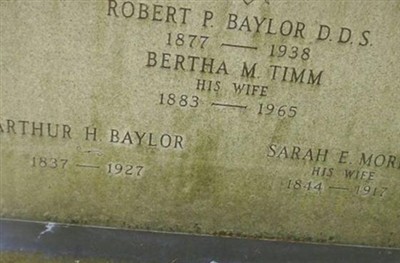 ROBERT P. BAYLOR D.D.S.
1877 — 1938
BERTHA M. TIMM
HIS WIFE
1883 — 1965
ARTHUR H. BAYLOR
1837 — 1927
SARAH E.
HIS WIFE
1844 — 1917